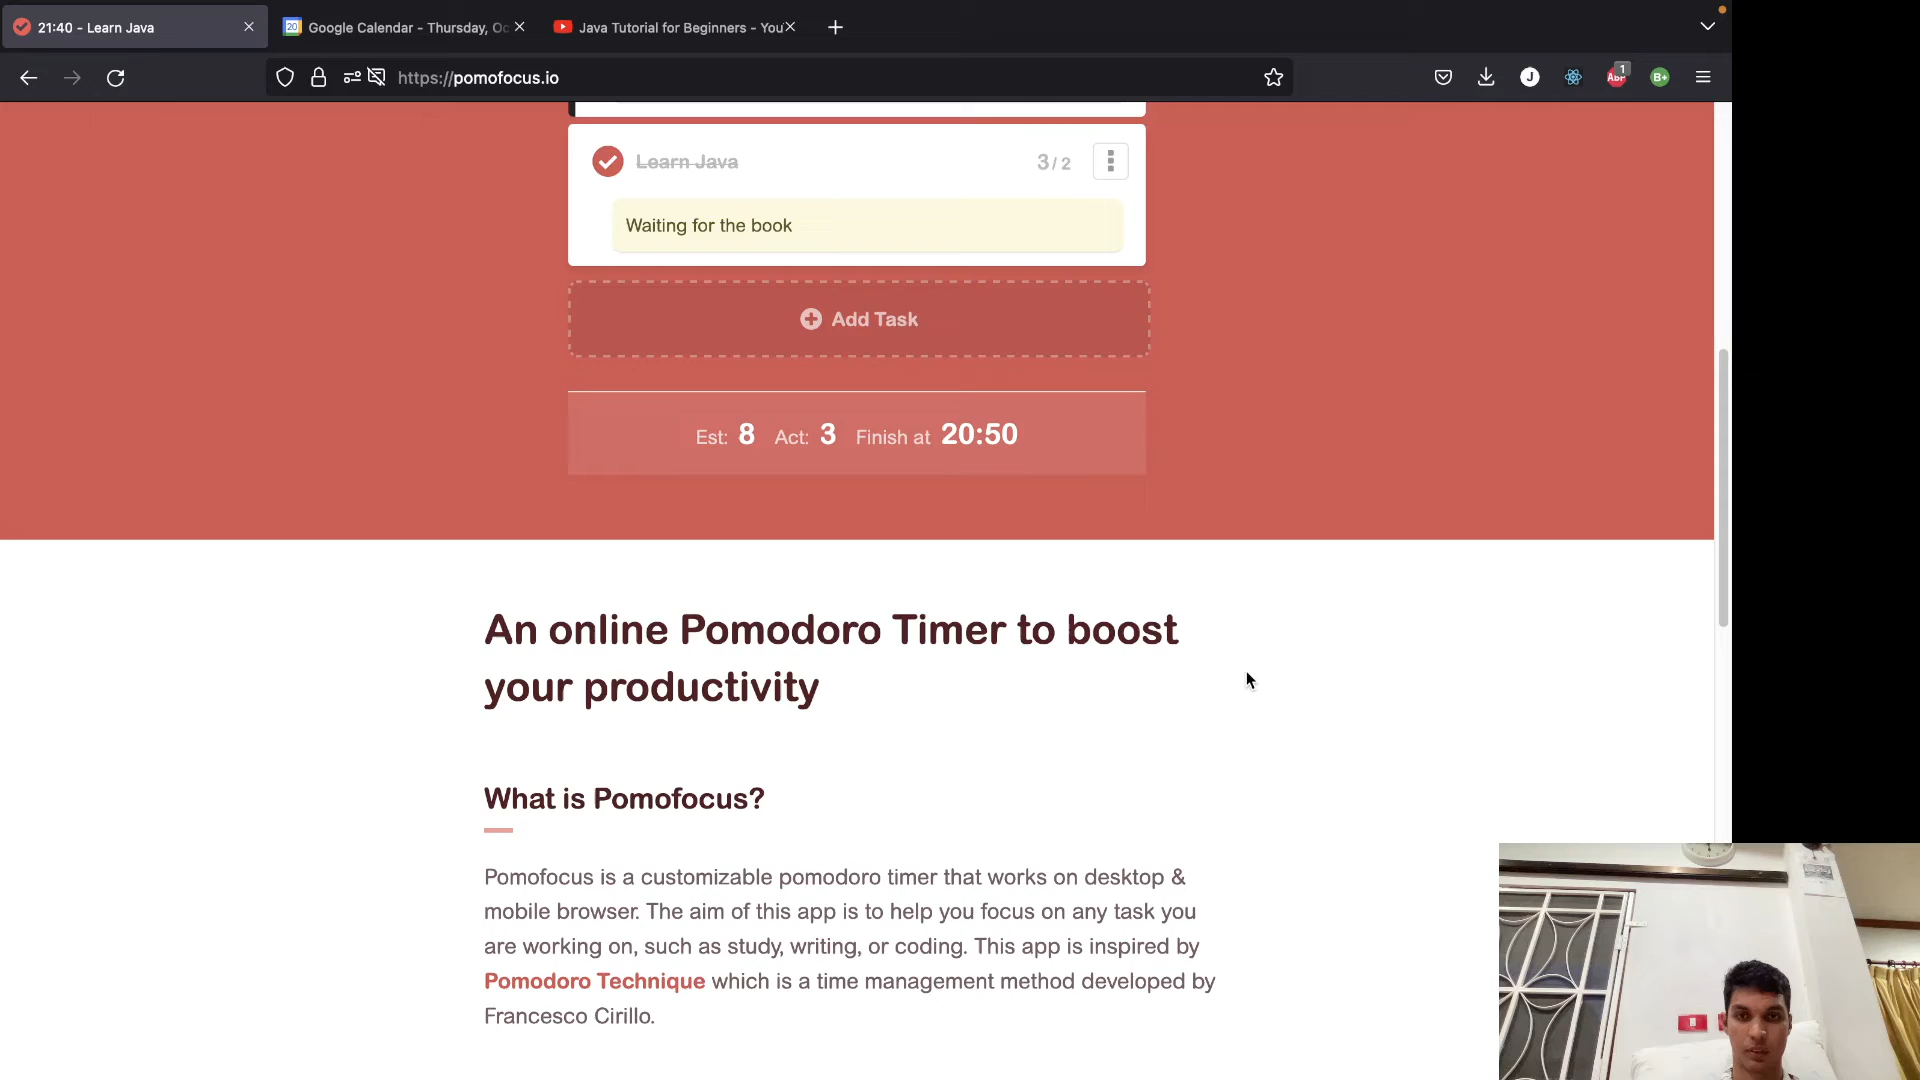 21:40 - Learn Java
Google Calendar - Thursday, Oc
Java Tutorial for Beginners - You
https://pomofocus.io
J
ABP
1
B+
Learn Java
3 / 2
Waiting for the book
Add Task
Est: 8 Act: 3 Finish at 20:50
An online Pomodoro Timer to boost
your productivity
What is Pomofocus?
Pomofocus is a customizable pomodoro timer that works on desktop &
mobile browser. The aim of this app is to help you focus on any task you
are working on, such as study, writing, or coding. This app is inspired by
Pomodoro Technique which is a time management method developed by
Francesco Cirillo.